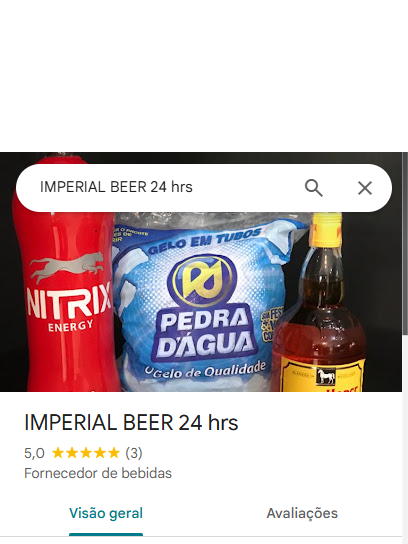 IMPERIAL BEER 24 hrs
GELO EM TUBOS
PEDRA
D'ÁGUA
Gelo de Qualidade
NITRIX
ENERGY
IMPERIAL BEER 24 hrs
5,0 ★★★★★ (3)
Fornecedor de bebidas
Visão geral Avaliações